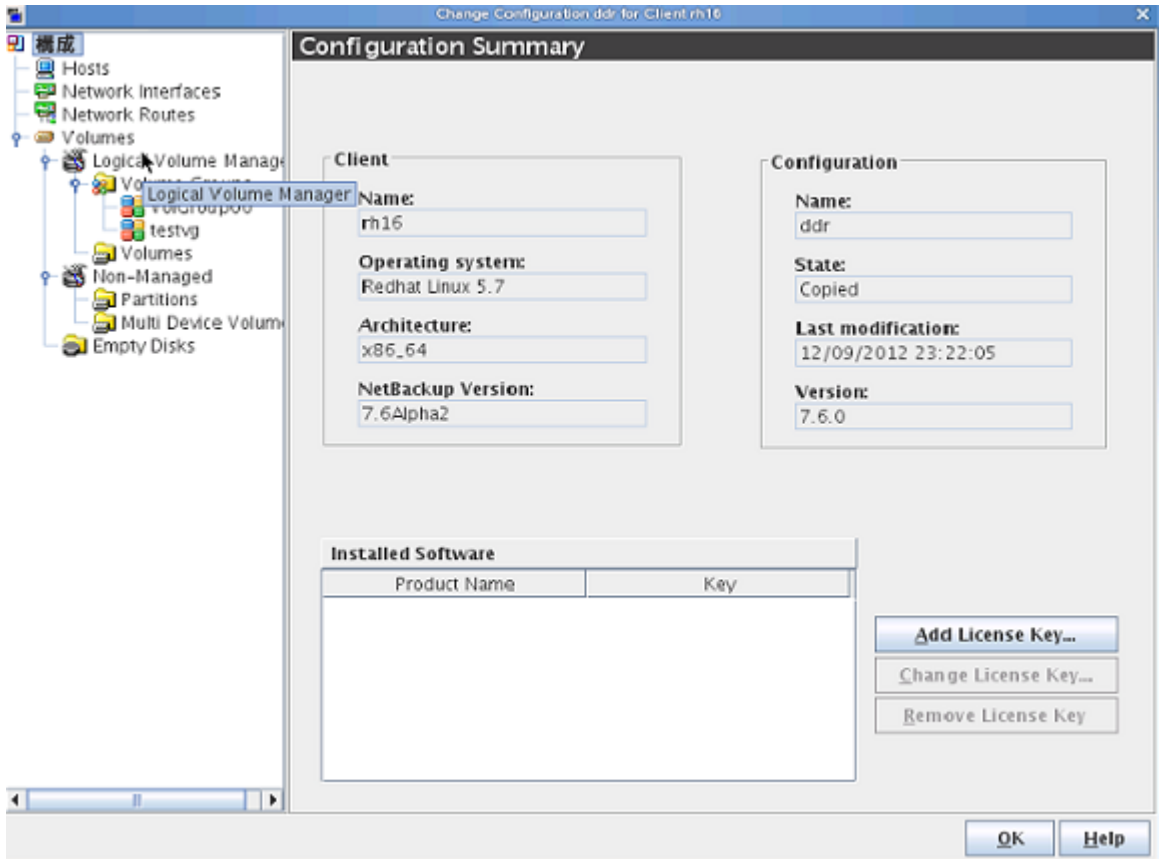 Change Configuration ddr for Client rh16
構成
Hosts
Network Interfaces
Network Routes
Volumes
Logical Volume Manage
Logical Volume Manager
testvg
Volumes
Non-Managed
Partitions
Multi Device Volum
Empty Disks
Configuration Summary
Client
Name:
rh16
Operating system:
Redhat Linux 5.7
Architecture:
x86_64
NetBackup Version:
7.6Alpha2
Configuration
Name:
ddr
State:
Copied
Last modification:
12/09/2012 23:22:05
Version:
7.6.0
Installed Software
Product Name Key
Add License Key...
Change License Key...
Remove License Key
OK Help